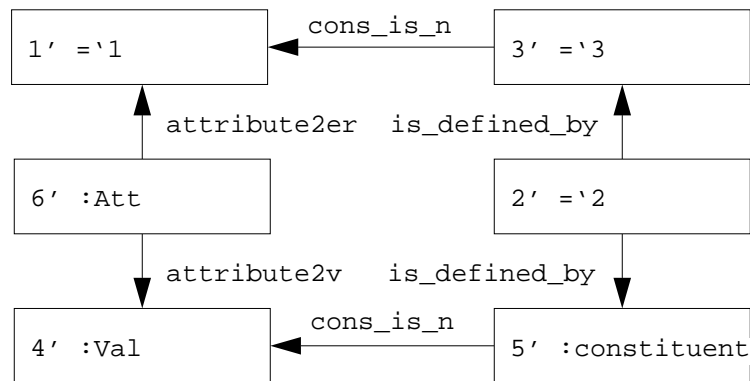 cons_is_n
1′ =‘1
3′ =‘3
attribute2er
is_defined_by
6′ :Att
2′ =‘2
attribute2v
is_defined_by
cons_is_n
4′ :Val
5′ :constituent